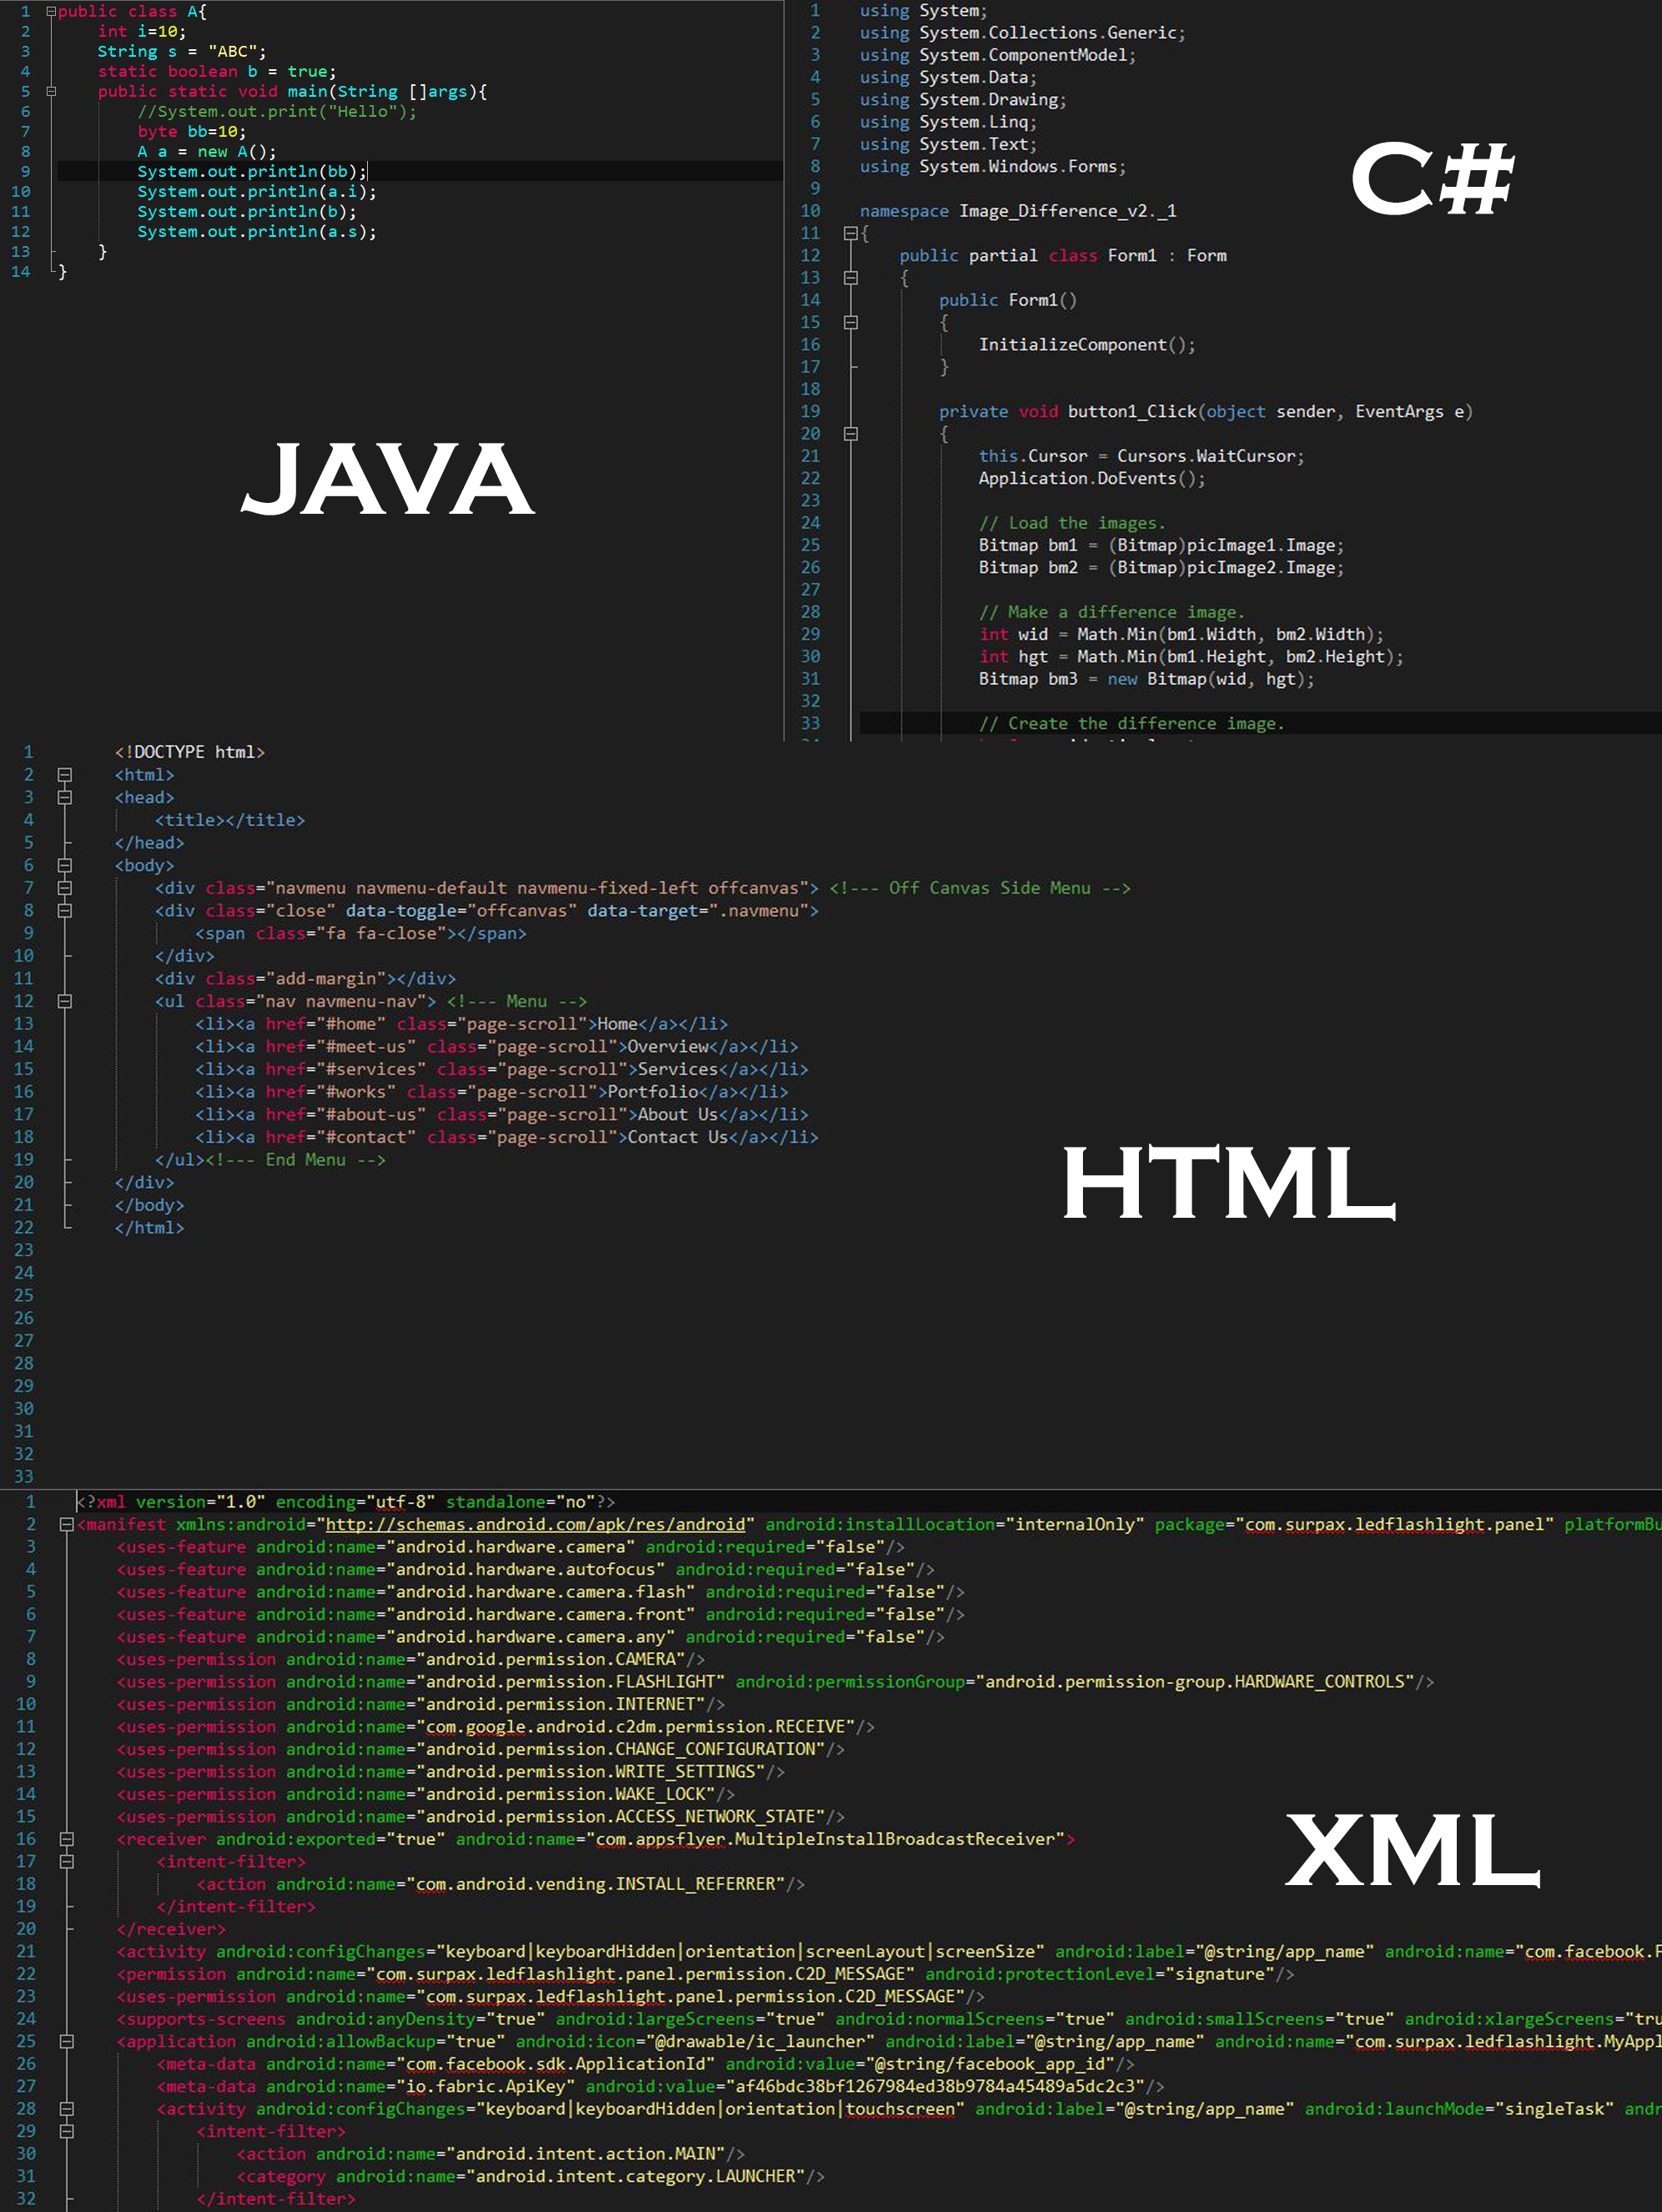 1 public class A{
2 int i=10;
3 String s = "ABC";
4 static boolean b = true;
5 public static void main(String []args){
6 //System.out.print("Hello");
7 byte bb=10;
8 A a = new A();
9 System.out.println(bb);
10 System.out.println(a.i);
11 System.out.println(b);
12 System.out.println(a.s);
13 }
14 }
JAVA
1 using System;
2 using System.Collections.Generic;
3 using System.ComponentModel;
4 using System.Data;
5 using System.Drawing;
6 using System.Linq;
7 using System.Text;
8 using System.Windows.Forms;
9
10 namespace Image_Difference_v2._1
11 {
12 public partial class Form1 : Form
13 {
14 public Form1()
15 {
16 InitializeComponent();
17 }
18
19 private void button1_Click(object sender, EventArgs e)
20 {
21 this.Cursor = Cursors.WaitCursor;
22 Application.DoEvents();
23
24 // Load the images.
25 Bitmap bm1 = (Bitmap)picImage1.Image;
26 Bitmap bm2 = (Bitmap)picImage2.Image;
27
28 // Make a difference image.
29 int wid = Math.Min(bm1.Width, bm2.Width);
30 int hgt = Math.Min(bm1.Height, bm2.Height);
31 Bitmap bm3 = new Bitmap(wid, hgt);
32
33 // Create the difference image.
C#
1 <!DOCTYPE html>
2 <html>
3 <head>
4 <title></title>
5 </head>
6 <body>
7 <div class="navmenu navmenu-default navmenu-fixed-left offcanvas"> <!--- Off Canvas Side Menu -->
8 <div class="close" data-toggle="offcanvas" data-target=".navmenu">
9 <span class="fa fa-close"></span>
10 </div>
11 <div class="add-margin"></div>
12 <ul class="nav navmenu-nav"> <!--- Menu -->
13 <li><a href="#home" class="page-scroll">Home</a></li>
14 <li><a href="#meet-us" class="page-scroll">Overview</a></li>
15 <li><a href="#services" class="page-scroll">Services</a></li>
16 <li><a href="#works" class="page-scroll">Portfolio</a></li>
17 <li><a href="#about-us" class="page-scroll">About Us</a></li>
18 <li><a href="#contact" class="page-scroll">Contact Us</a></li>
19 </ul><!--- End Menu -->
20 </div>
21 </body>
22 </html>
23
24
25
26
27
28
29
30
31
32
33
HTML
1 <?xml version="1.0" encoding="utf-8" standalone="no"?>
2 <manifest xmlns:android="http://schemas.android.com/apk/res/android" android:installLocation="internalOnly" package="com.surpax.ledflashlight.panel" platformBu
3 <uses-feature android:name="android.hardware.camera" android:required="false"/>
4 <uses-feature android:name="android.hardware.autofocus" android:required="false"/>
5 <uses-feature android:name="android.hardware.camera.flash" android:required="false"/>
6 <uses-feature android:name="android.hardware.camera.front" android:required="false"/>
7 <uses-feature android:name="android.hardware.camera.any" android:required="false"/>
8 <uses-permission android:name="android.permission.CAMERA"/>
9 <uses-permission android:name="android.permission.FLASHLIGHT" android:permissionGroup="android.permission-group.HARDWARE_CONTROLS"/>
10 <uses-permission android:name="android.permission.INTERNET"/>
11 <uses-permission android:name="com.google.android.c2dm.permission.RECEIVE"/>
12 <uses-permission android:name="android.permission.CHANGE_CONFIGURATION"/>
13 <uses-permission android:name="android.permission.WRITE_SETTINGS"/>
14 <uses-permission android:name="android.permission.WAKE_LOCK"/>
15 <uses-permission android:name="android.permission.ACCESS_NETWORK_STATE"/>
16 <receiver android:exported="true" android:name="com.appsflyer.MultipleInstallBroadcastReceiver">
17 <intent-filter>
18 <action android:name="com.android.vending.INSTALL_REFERRER"/>
19 </intent-filter>
20 </receiver>
21 <activity android:configChanges="keyboard|keyboardHidden|orientation|screenLayout|screenSize" android:label="@string/app_name" android:name="com.facebook.F
22 <permission android:name="com.surpax.ledflashlight.panel.permission.C2D_MESSAGE" android:protectionLevel="signature"/>
23 <uses-permission android:name="com.surpax.ledflashlight.panel.permission.C2D_MESSAGE"/>
24 <supports-screens android:anyDensity="true" android:largeScreens="true" android:normalScreens="true" android:smallScreens="true" android:xlargeScreens="tru
25 <application android:allowBackup="true" android:icon="@drawable/ic_launcher" android:label="@string/app_name" android:name="com.surpax.ledflashlight.MyAppl
26 <meta-data android:name="com.facebook.sdk.ApplicationId" android:value="@string/facebook_app_id"/>
27 <meta-data android:name="io.fabric.ApiKey" android:value="af46bdc38bf1267984ed38b9784a45489a5dc2c3"/>
28 <activity android:configChanges="keyboard|keyboardHidden|orientation|touchscreen" android:label="@string/app_name" android:launchMode="singleTask" andr
29 <intent-filter>
30 <action android:name="android.intent.action.MAIN"/>
31 <category android:name="android.intent.category.LAUNCHER"/>
32 </intent-filter>
XML